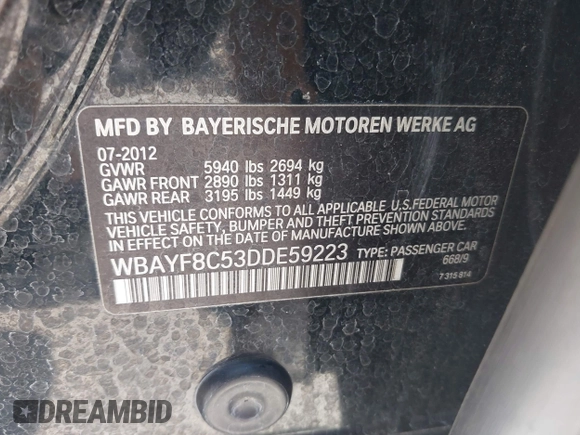 MFD BY BAYERISCHE MOTOREN WERKE AG
07-2012
GVWR 5940 lbs 2694 kg
GAWR FRONT 2890 lbs 1311 kg
GAWR REAR 3195 lbs 1449 kg
THIS VEHICLE CONFORMS TO ALL APPLICABLE U.S.FEDERAL MOTOR
VEHICLE SAFETY, BUMPER AND THEFT PREVENTION STANDARDS
IN EFFECT ON THE DATE OF MANUFACTURE SHOWN ABOVE.
WBAYF8C53DDE59223 TYPE: PASSENGER CAR
668/9
7 315 814
DREAMBID